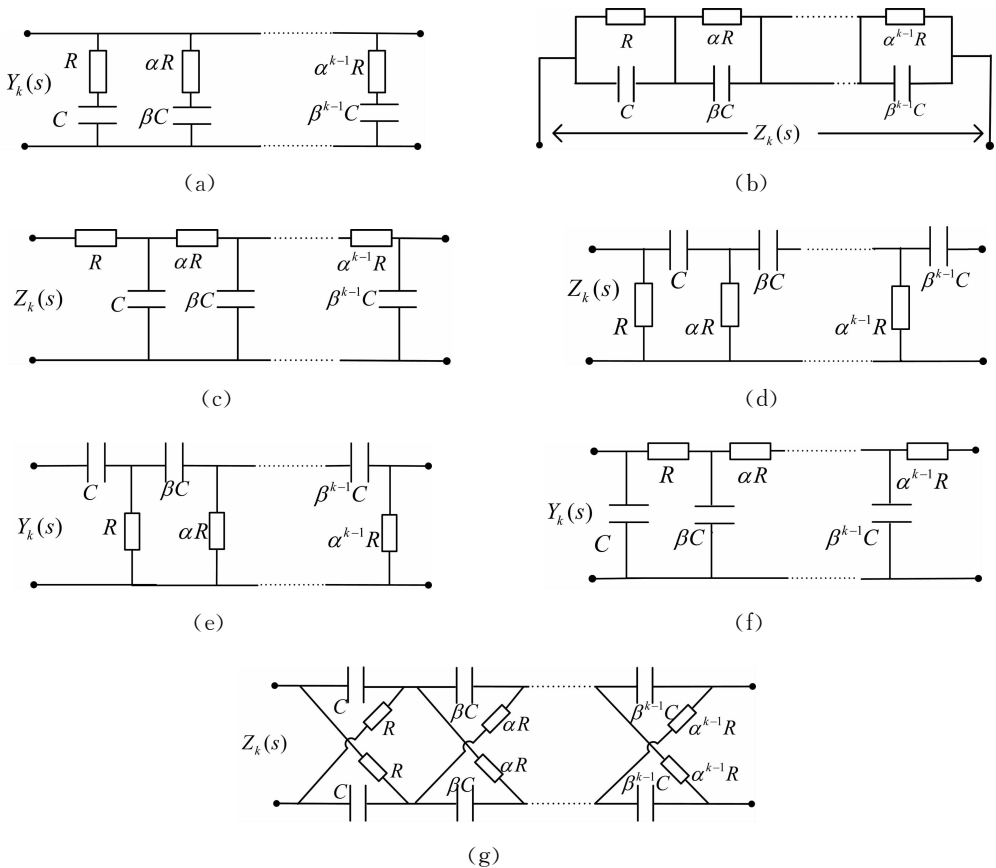 R αR α^{k−1}R
Y_k(s)
C βC β^{k−1}C
(a)
R αR α^{k−1}R
C βC β^{k−1}C
Z_k(s)
(b)
R αR α^{k−1}R
Z_k(s) C βC β^{k−1}C
(c)
C βC β^{k−1}C
Z_k(s) R αR α^{k−1}R
(d)
C βC β^{k−1}C
Y_k(s) R αR α^{k−1}R
(e)
R αR α^{k−1}R
Y_k(s) C βC β^{k−1}C
(f)
C βC β^{k−1}C
R αR α^{k−1}R
Z_k(s)
R αR α^{k−1}R
C βC β^{k−1}C
(g)